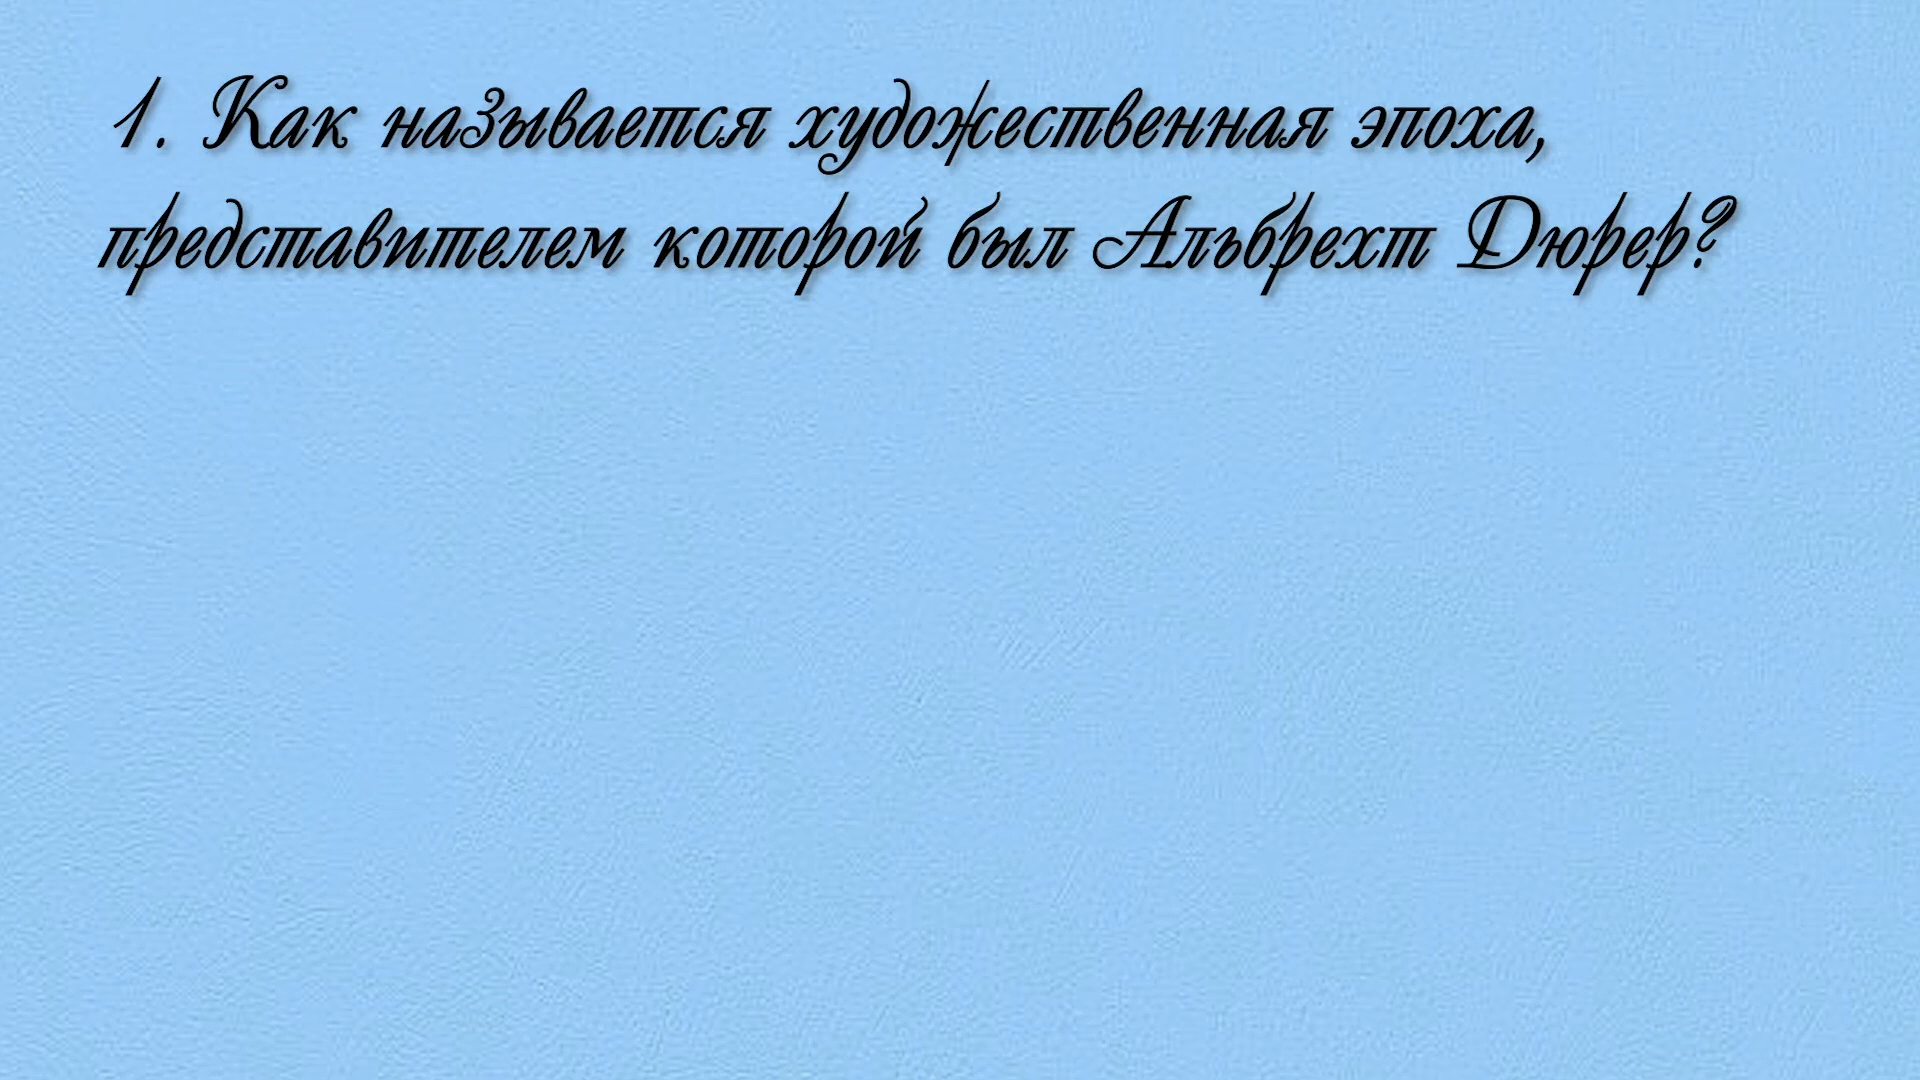 1. Как называется художественная эпоха,
представителем которой был Альбрехт Дюрер?